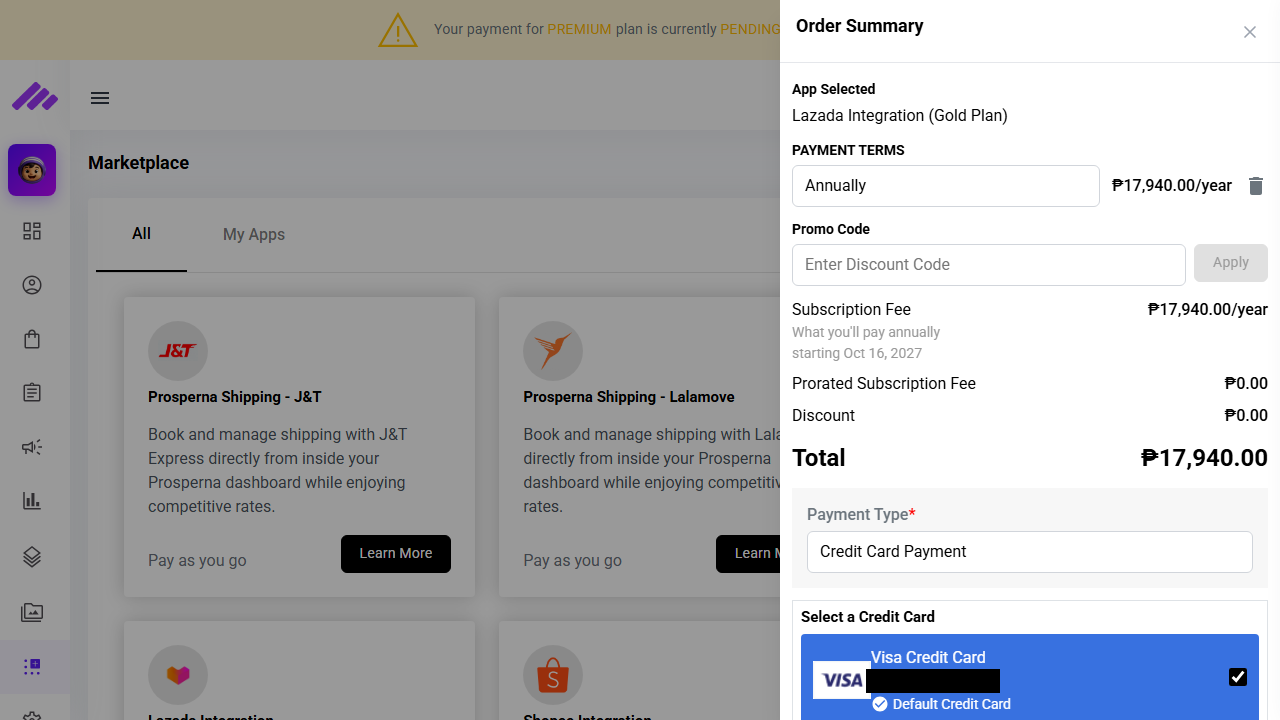 Your payment for PREMIUM plan is currently PENDING
Marketplace
All
My Apps
J&T
Prosperna Shipping - J&T
Book and manage shipping with J&T
Express directly from inside your
Prosperna dashboard while enjoying
competitive rates.
Pay as you go
Learn More
Prosperna Shipping - Lalamove
Book and manage shipping with Lala
directly from inside your Prosperna
dashboard while enjoying competitiv
rates.
Pay as you go
Learn M
Lazada Integration
Shopee Integration
Order Summary
App Selected
Lazada Integration (Gold Plan)
PAYMENT TERMS
Annually
₱17,940.00/year
Promo Code
Enter Discount Code
Apply
Subscription Fee
₱17,940.00/year
What you'll pay annually
starting Oct 16, 2027
Prorated Subscription Fee
₱0.00
Discount
₱0.00
Total
₱17,940.00
Payment Type*
Credit Card Payment
Select a Credit Card
VISA
Visa Credit Card
Default Credit Card